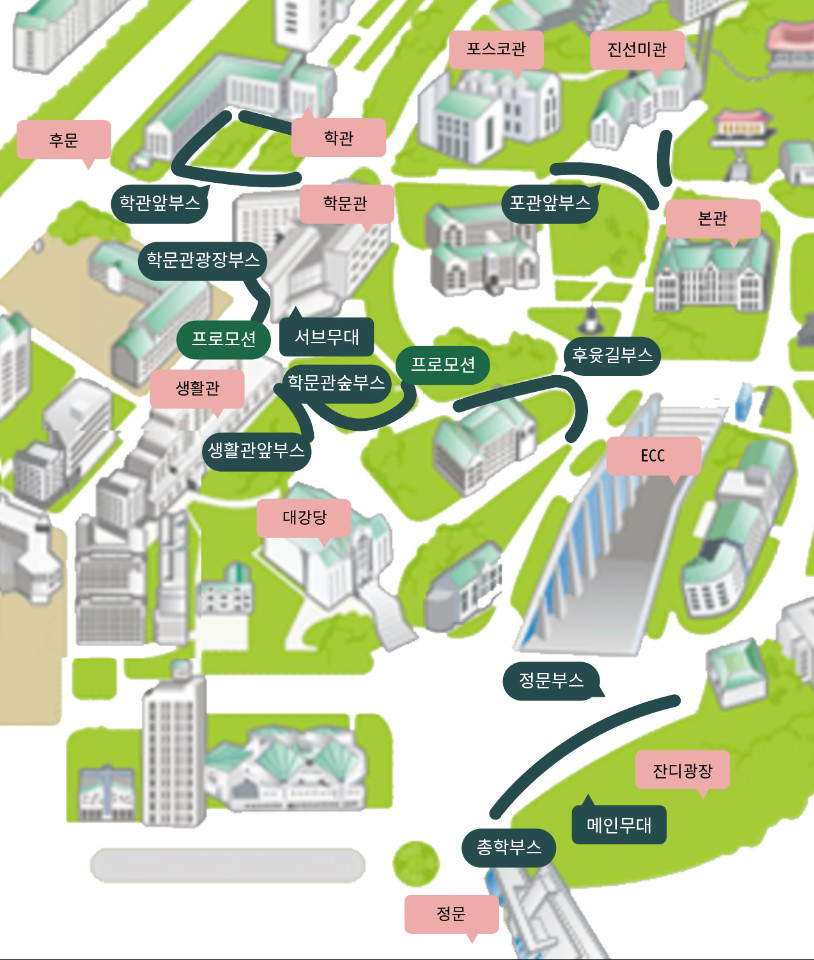 포스코관
진선미관
후문
학관
학관앞부스
학문관
포관앞부스
본관
학문관광장부스
프로모션
서브무대
후윳길부스
프로모션
생활관
학문관숲부스
생활관앞부스
ECC
대강당
정문부스
잔디광장
메인무대
총학부스
정문